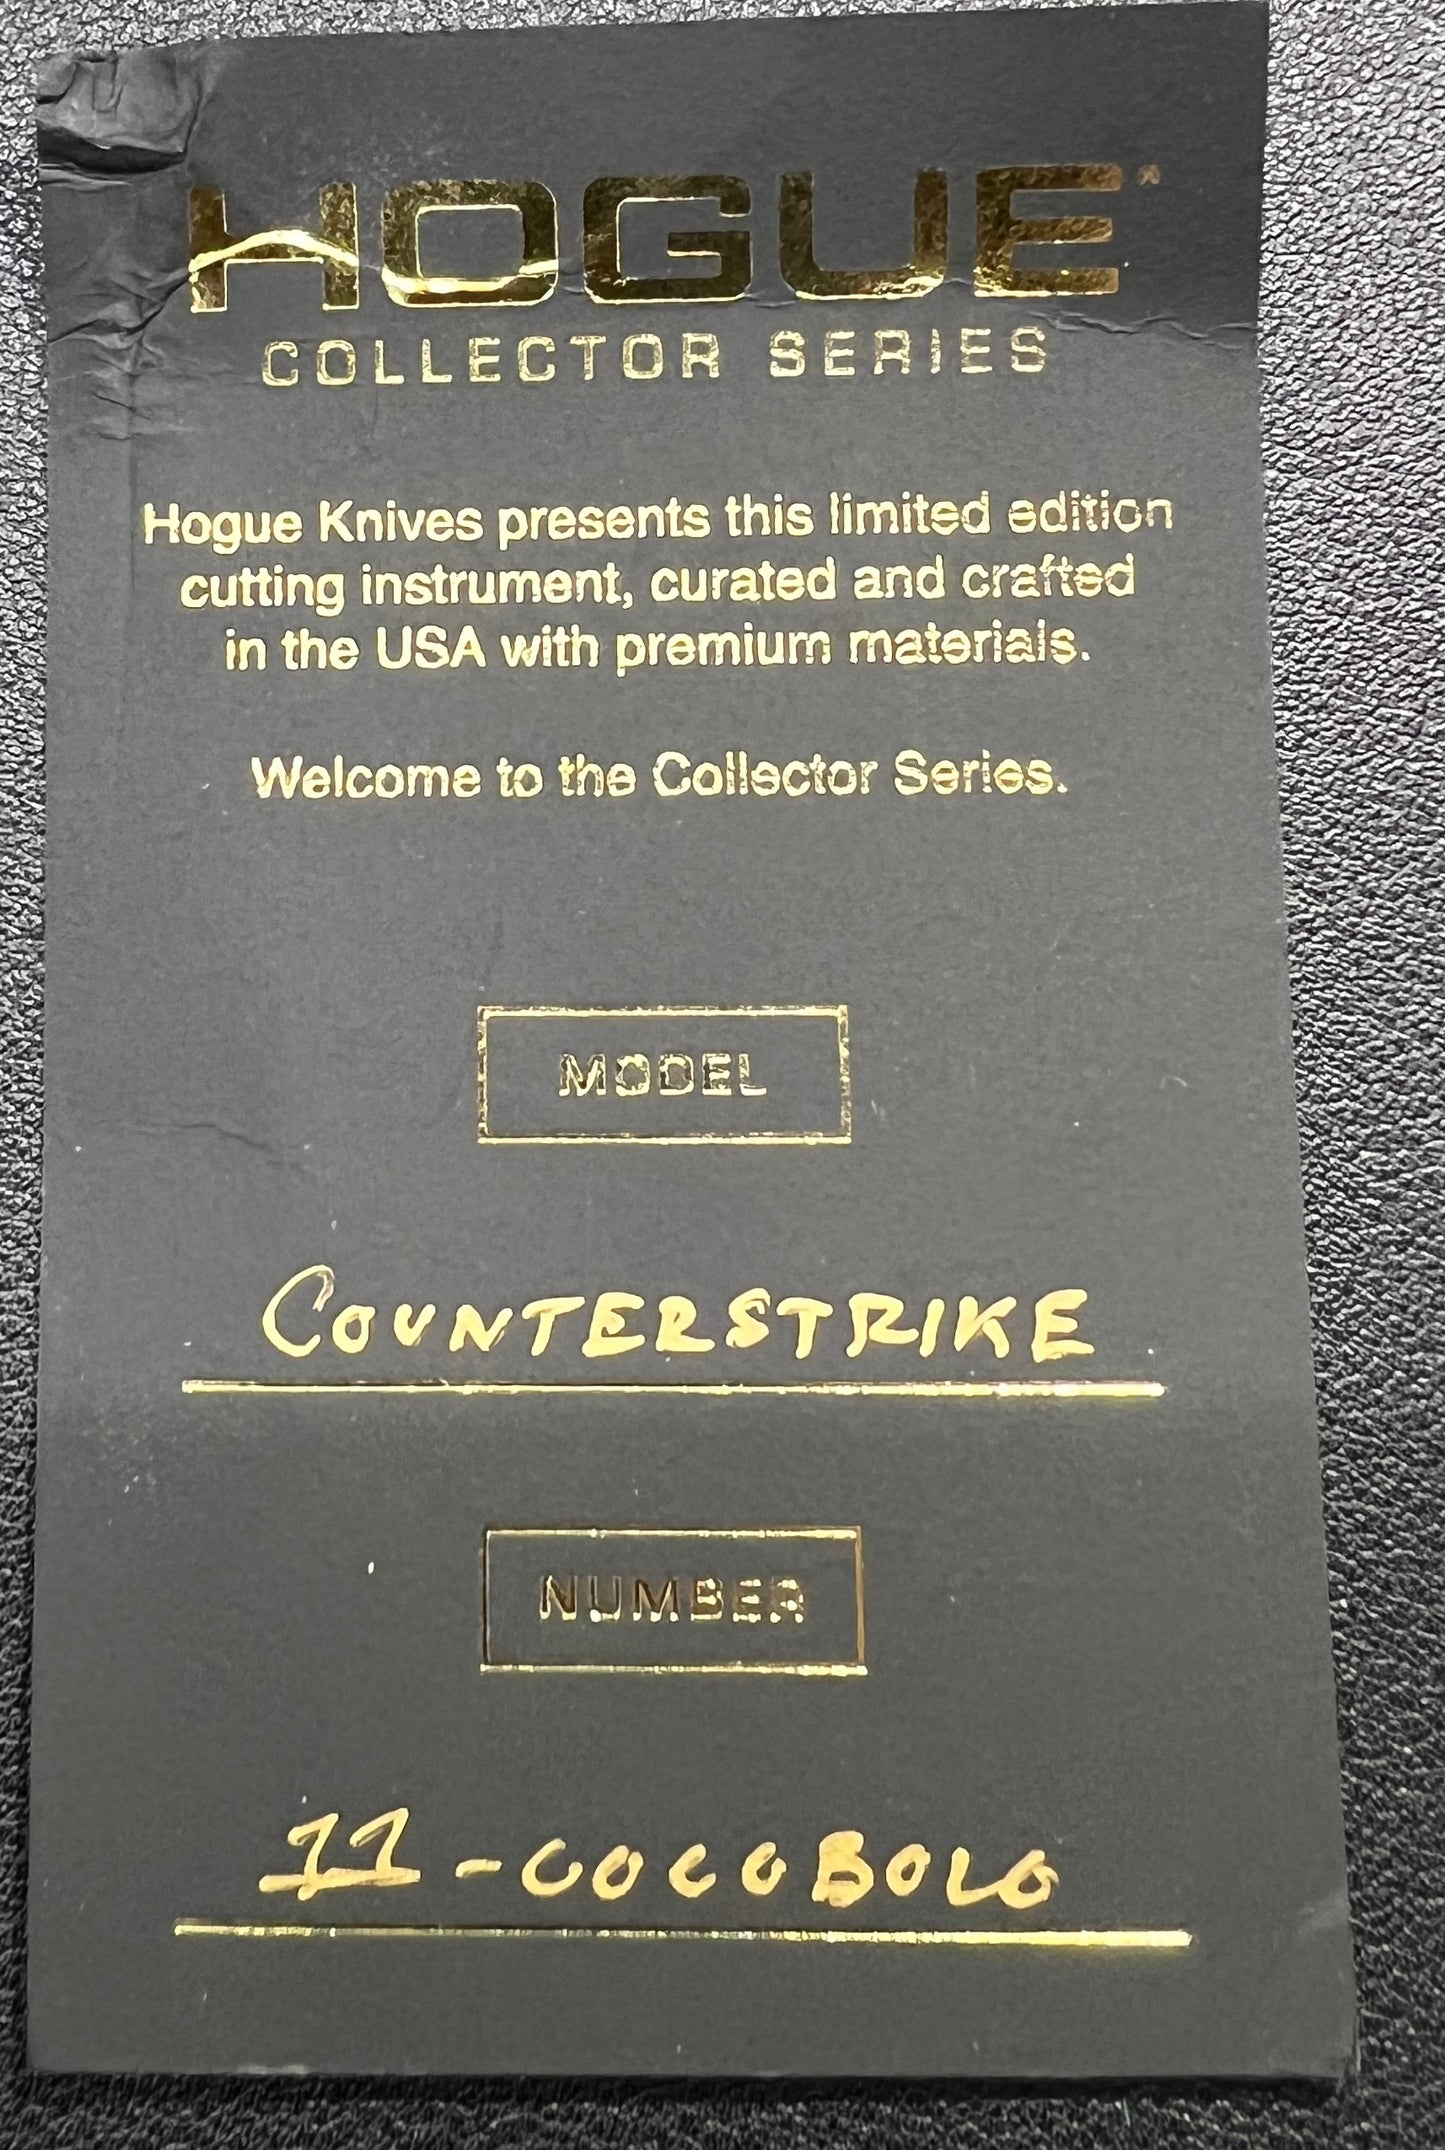 HOGUE
COLLECTOR SERIES
Hogue Knives presents this limited edition
cutting instrument, curated and crafted
in the USA with premium materials.
Welcome to the Collector Series.
MODEL
COUNTERSTRIKE
NUMBER
11-COCOBOLO